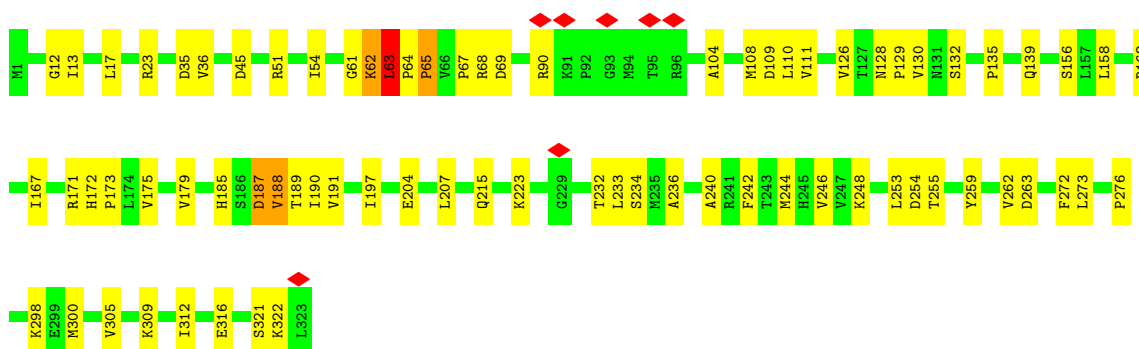 M1 G12 I13 L17 R23 D35 V36 D45 R51 I54 G61 K62 L63 P64 P65 V66 P67 R68 D69 R90 K91 P92 G93 M94 T95 R96 A104 M108 D109 L110 V111 V126 T127 N128 P129 V130 N131 S132 P135 Q139 S156 L157 L158
I167 R171 H172 P173 L174 V175 V179 H185 S186 D187 V188 T189 I190 V191 I197 E204 L207 Q215 K223 G229 T232 L233 S234 M235 A236 A240 R241 F242 T243 M244 H245 V246 V247 K248 L253 D254 T255 Y259 V262 D263 F272 L273 P276
K298 E299 M300 V305 K309 I312 E316 S321 K322 L323